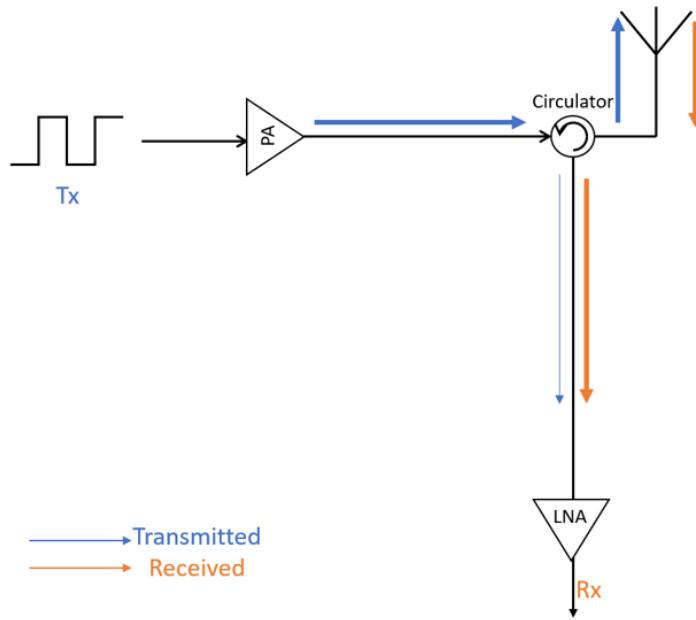 Circulator
PA
Tx
LNA
Transmitted
Received
Rx